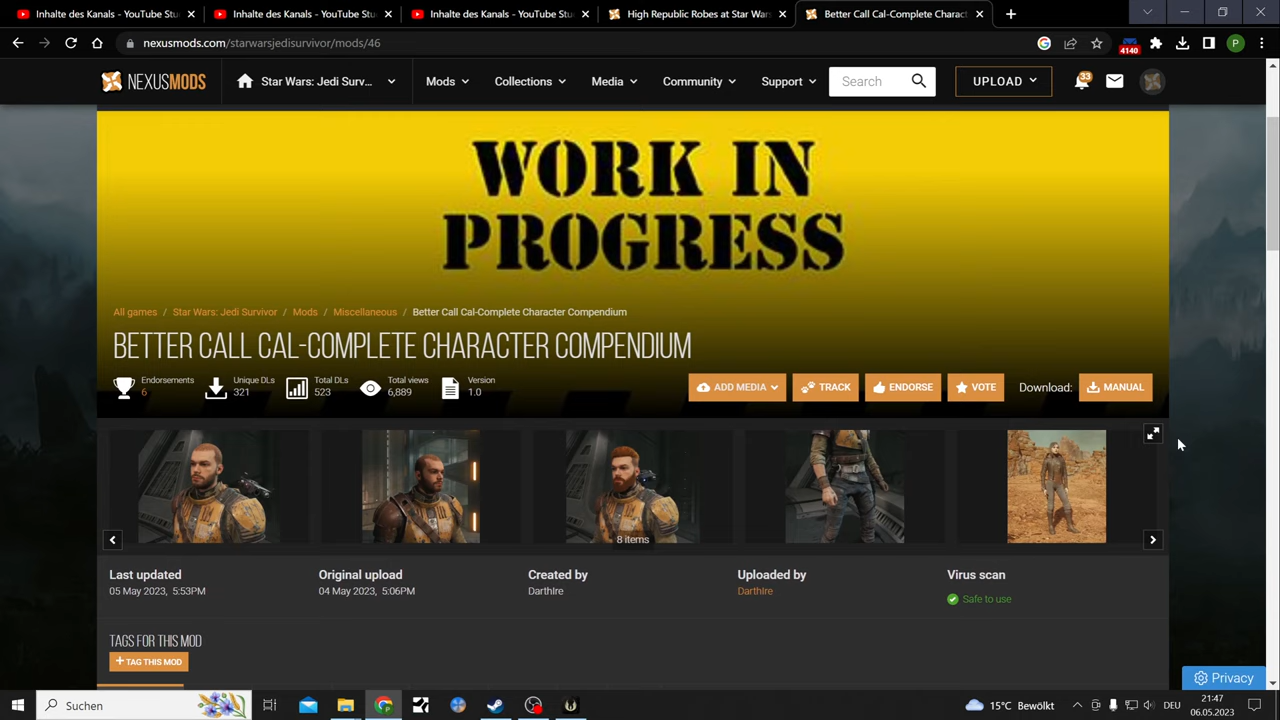 Inhalte des Kanals - YouTube Stu
Inhalte des Kanals - YouTube Stu
Inhalte des Kanals - YouTube Stu
High Republic Robes at Star Wars
Better Call Cal-Complete Charact
nexusmods.com/starwarsjedisurvivor/mods/46
4140
P
NEXUSMODS
Star Wars: Jedi Surv...
Mods
Collections
Media
Community
Support
Search
UPLOAD
33
WORK IN
PROGRESS
All games / Star Wars: Jedi Survivor / Mods / Miscellaneous / Better Call Cal-Complete Character Compendium
BETTER CALL CAL-COMPLETE CHARACTER COMPENDIUM
Endorsements
6
Unique DLs
321
Total DLs
523
Total views
6,889
Version
1.0
ADD MEDIA
TRACK
ENDORSE
VOTE
Download:
MANUAL
8 items
Last updated
05 May 2023, 5:53PM
Original upload
04 May 2023, 5:06PM
Created by
DarthIre
Uploaded by
DarthIre
Virus scan
Safe to use
TAGS FOR THIS MOD
+ TAG THIS MOD
Privacy
Suchen
15°C Bewölkt
DEU
21:47
06.05.2023